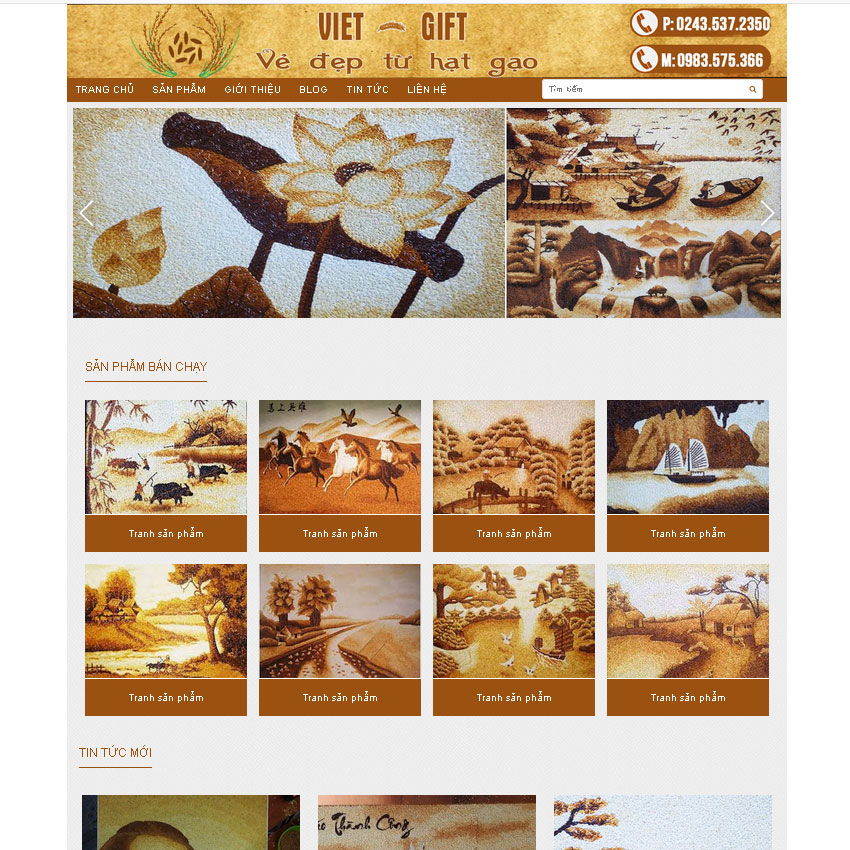 VIET GIFT
Vẻ đẹp từ hạt gạo
P: 0243.537.2350
M: 0983.575.366
TRANG CHỦ SẢN PHẨM GIỚI THIỆU BLOG TIN TỨC LIÊN HỆ
Tìm kiếm
SẢN PHẨM BÁN CHẠY
Tranh sản phẩm Tranh sản phẩm Tranh sản phẩm Tranh sản phẩm
Tranh sản phẩm Tranh sản phẩm Tranh sản phẩm Tranh sản phẩm
TIN TỨC MỚI
Thành Công